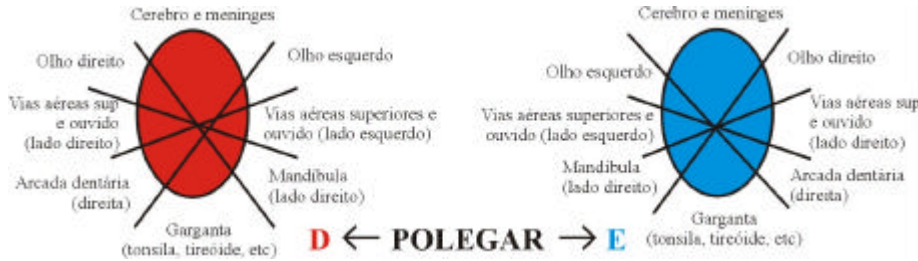 Cerebro e meninges
Olho direito
Olho esquerdo
Vias aéreas sup
e ouvido
(lado direito)
Vias aéreas superiores e
ouvido (lado esquerdo)
Arcada dentária
(direita)
Mandíbula
(lado direito)
Garganta
(tonsila, tireóide, etc)
D ← POLEGAR → E
Cerebro e meninges
Olho esquerdo
Olho direito
Vias aéreas superiores e
ouvido (lado esquerdo)
Vias aéreas sup
e ouvido
(lado direito)
Mandíbula
(lado direito)
Arcada dentária
(direita)
Garganta
(tonsila, tireóide, etc)